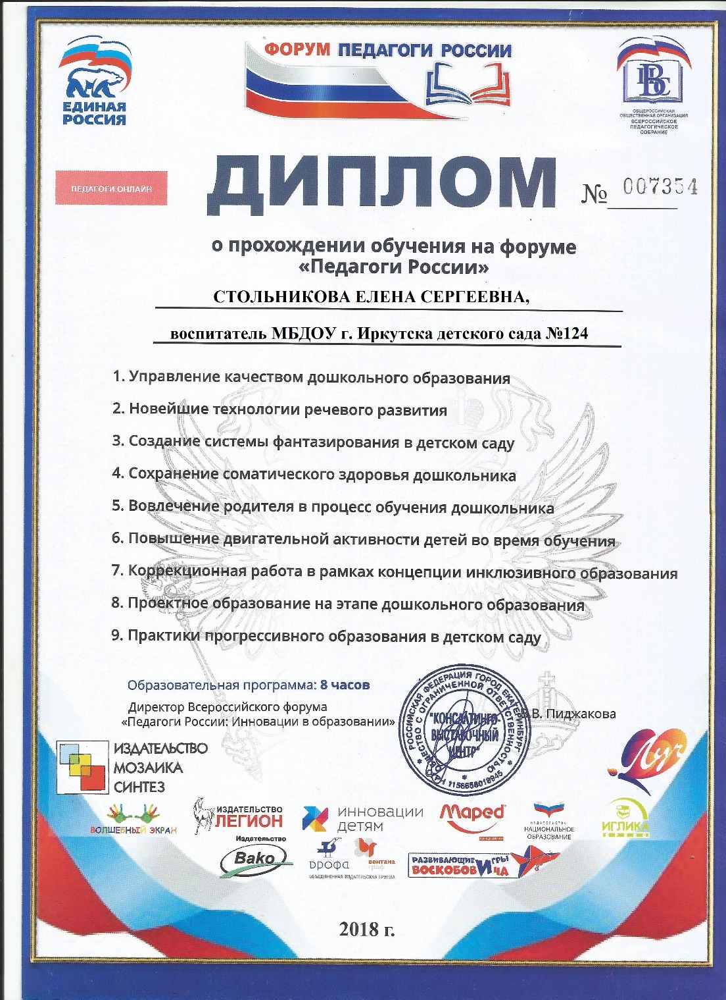 ЕДИНАЯ
РОССИЯ
ФОРУМ ПЕДАГОГИ РОССИИ
ВПС
ОБЩЕРОССИЙСКАЯ
ОБЩЕСТВЕННАЯ ОРГАНИЗАЦИЯ
ВСЕРОССИЙСКОЕ
ПЕДАГОГИЧЕСКОЕ
СОБРАНИЕ
ПЕДАГОГИ.ОНЛАЙН
ДИПЛОМ
№ 007354
о прохождении обучения на форуме
«Педагоги России»
СТОЛЬНИКОВА ЕЛЕНА СЕРГЕЕВНА,
воспитатель МБДОУ г. Иркутска детского сада №124
1. Управление качеством дошкольного образования
2. Новейшие технологии речевого развития
3. Создание системы фантазирования в детском саду
4. Сохранение соматического здоровья дошкольника
5. Вовлечение родителя в процесс обучения дошкольника
6. Повышение двигательной активности детей во время обучения
7. Коррекционная работа в рамках концепции инклюзивного образования
8. Проектное образование на этапе дошкольного образования
9. Практики прогрессивного образования в детском саду
Образовательная программа: 8 часов
Директор Всероссийского форума
«Педагоги России: Инновации в образовании»
РОССИЙСКАЯ ФЕДЕРАЦИЯ ГОРОД ЕКАТЕРИНБУРГ
ОБЩЕСТВО С ОГРАНИЧЕННОЙ ОТВЕТСТВЕННОСТЬЮ
"КОНСАЛТИНГО-
ВЫСТАВОЧНЫЙ
ЦЕНТР"
ОГРН 1156658019945
В.В. Пиджакова
ИЗДАТЕЛЬСТВО
МОЗАИКА
СИНТЕЗ
Луч
ВОЛШЕБНЫЙ ЭКРАН
ИЗДАТЕЛЬСТВО
ЛЕГИОН
ИННОВАЦИИ
ДЕТЯМ
Maped
ИЗДАТЕЛЬСТВО
НАЦИОНАЛЬНОЕ
ОБРАЗОВАНИЕ
ИГЛИКА
Издательство
Вако
дрофа
вентана
граф
ОБЪЕДИНЕННАЯ ИЗДАТЕЛЬСКАЯ ГРУППА
РАЗВИВАЮЩИЕ ИГРЫ
ВОСКОБОВИЧА
2018 г.